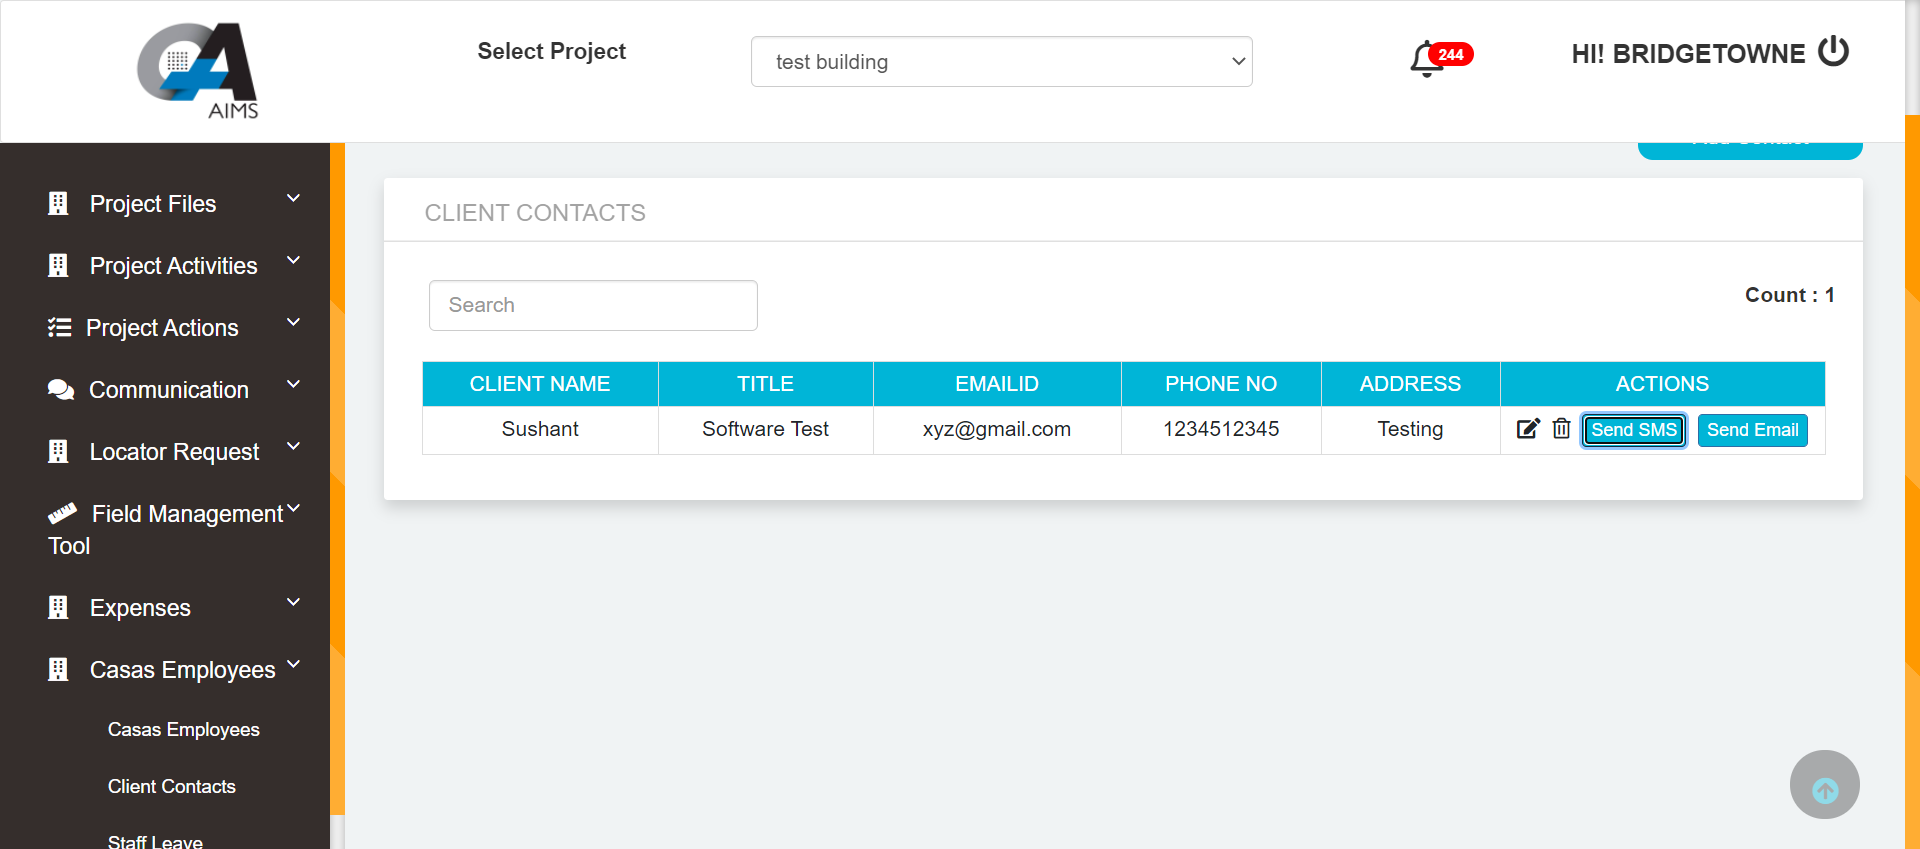 AIMS
Select Project
test building
244
HI! BRIDGETOWNE
Project Files
Project Activities
Project Actions
Communication
Locator Request
Field Management
Tool
Expenses
Casas Employees
Casas Employees
Client Contacts
Staff Leave
CLIENT CONTACTS
Search
Count : 1
CLIENT NAME TITLE EMAILID PHONE NO ADDRESS ACTIONS
Sushant Software Test xyz@gmail.com 1234512345 Testing Send SMS Send Email